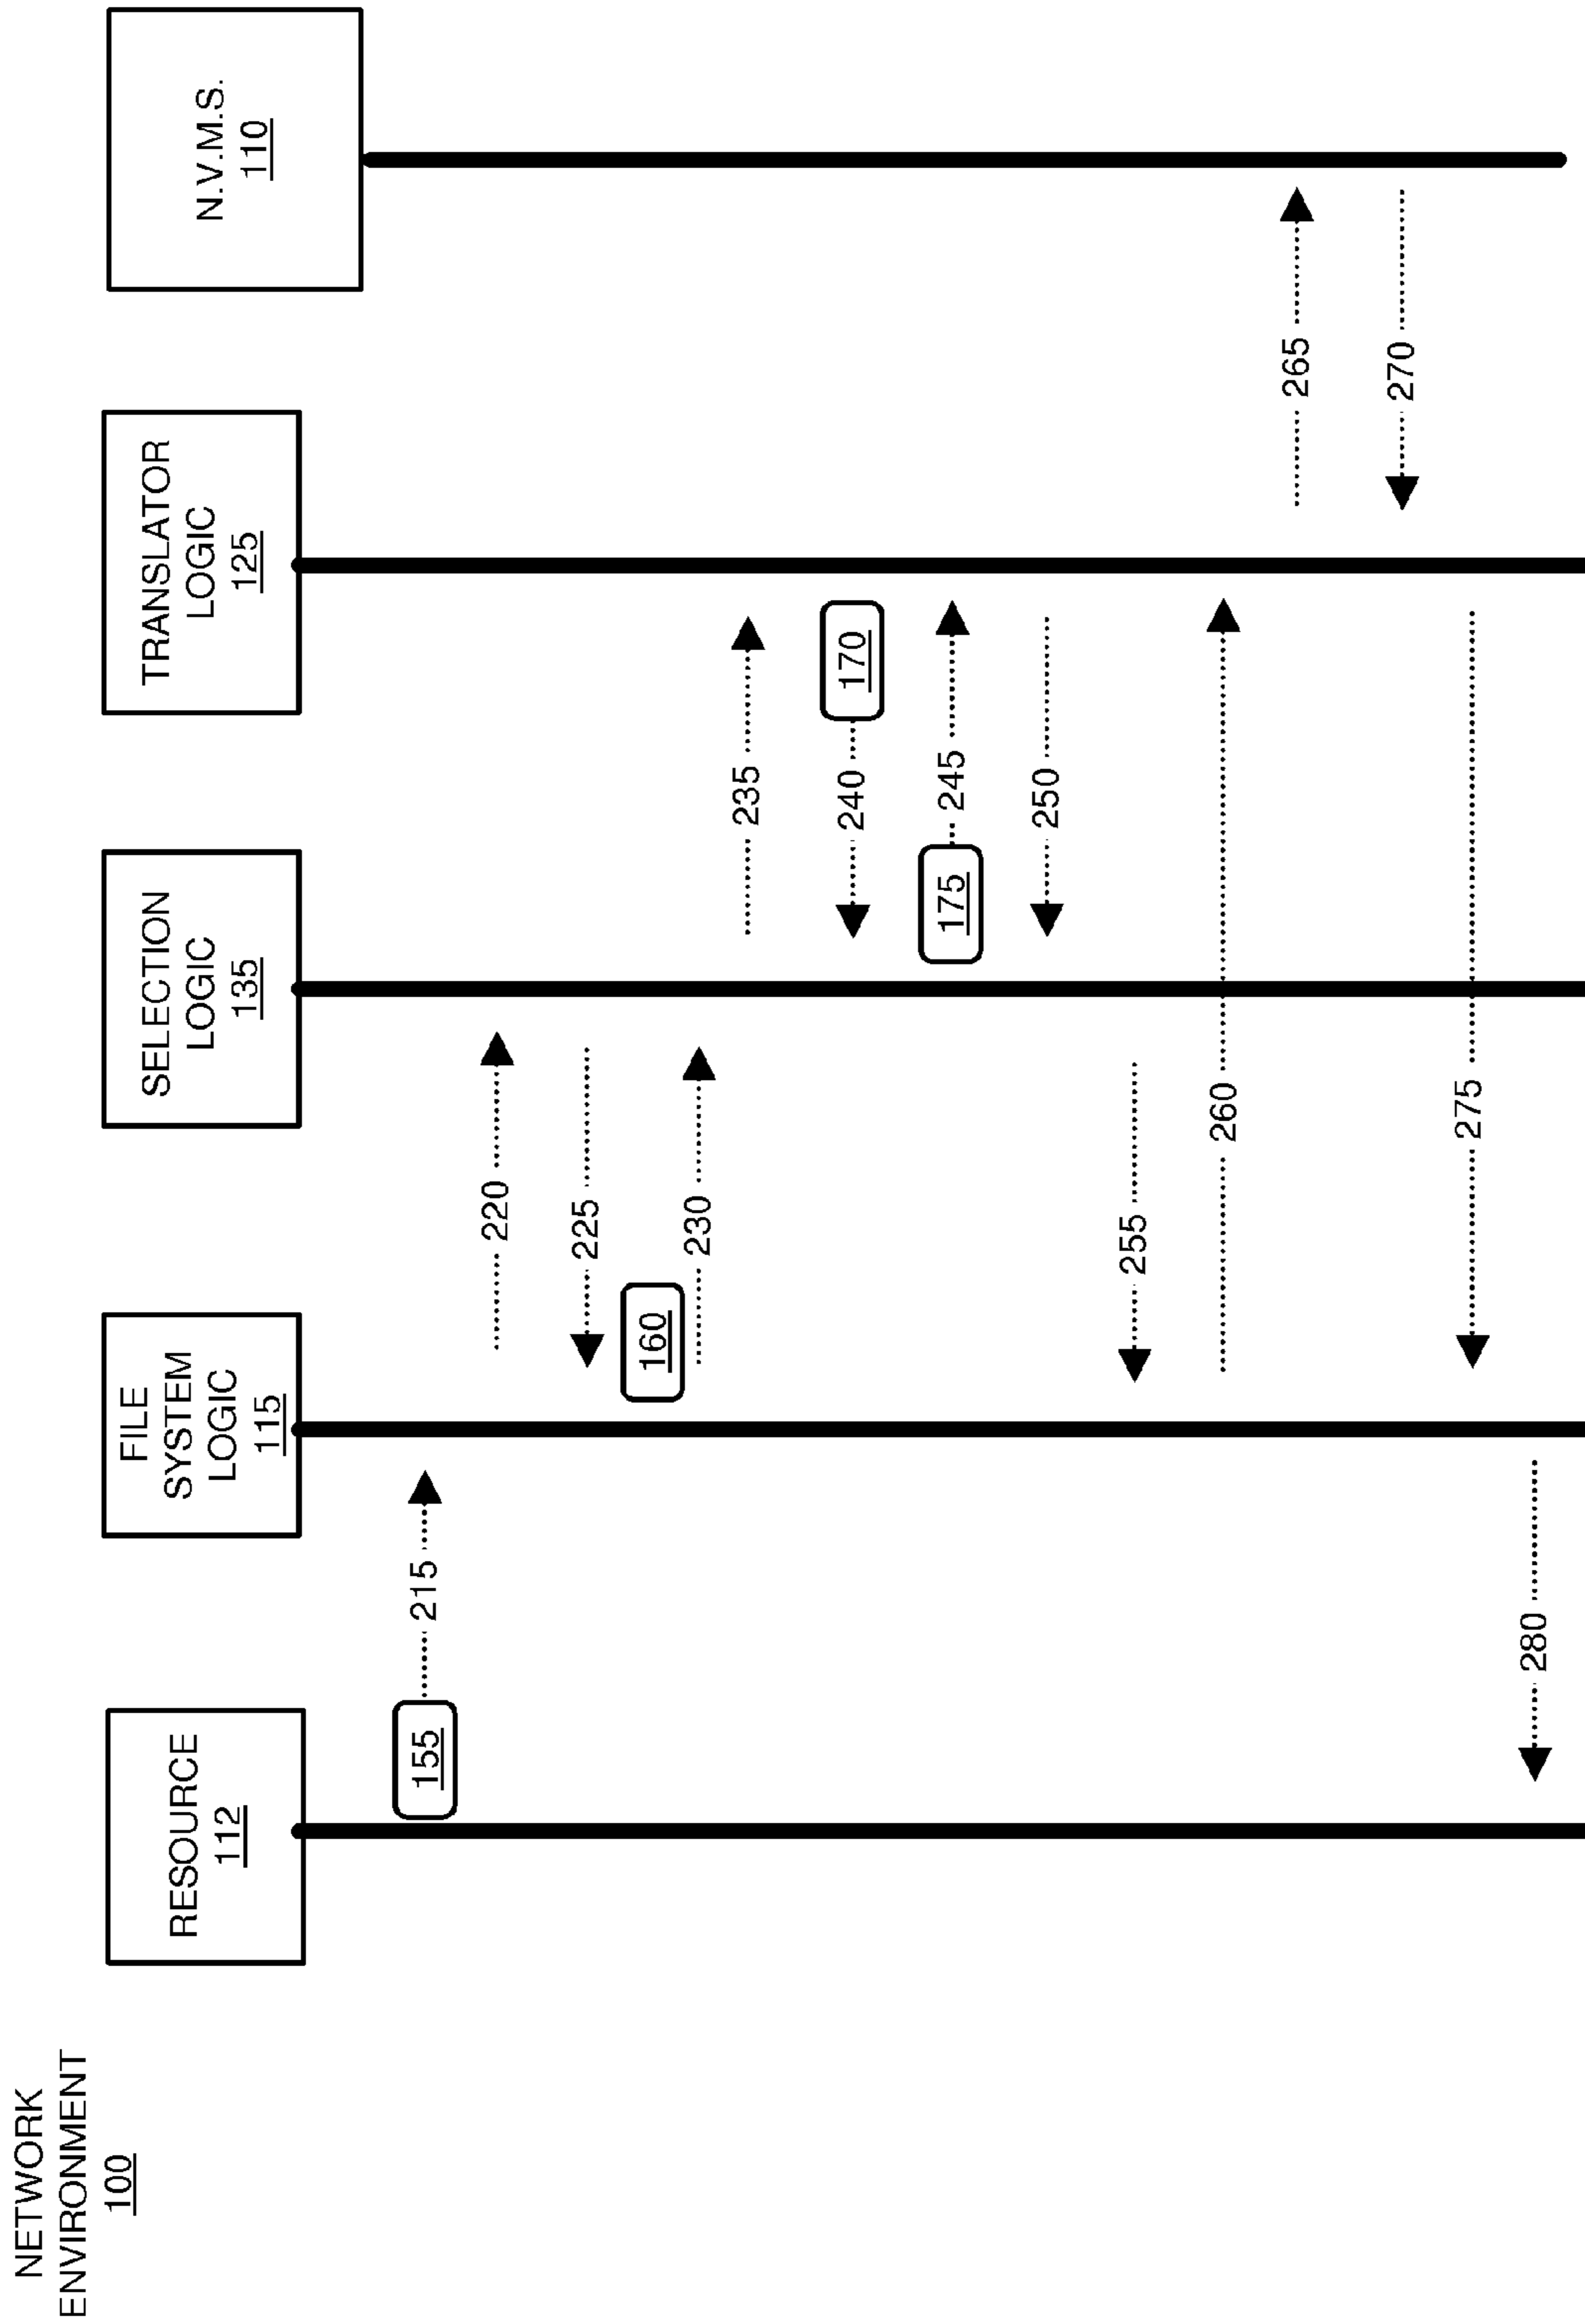 NETWORK
ENVIRONMENT
100
RESOURCE
112
FILE
SYSTEM
LOGIC
115
SELECTION
LOGIC
135
TRANSLATOR
LOGIC
125
N.V.M.S.
110
155
215
220
225
160
230
235
240
170
175
245
250
255
260
265
270
275
280